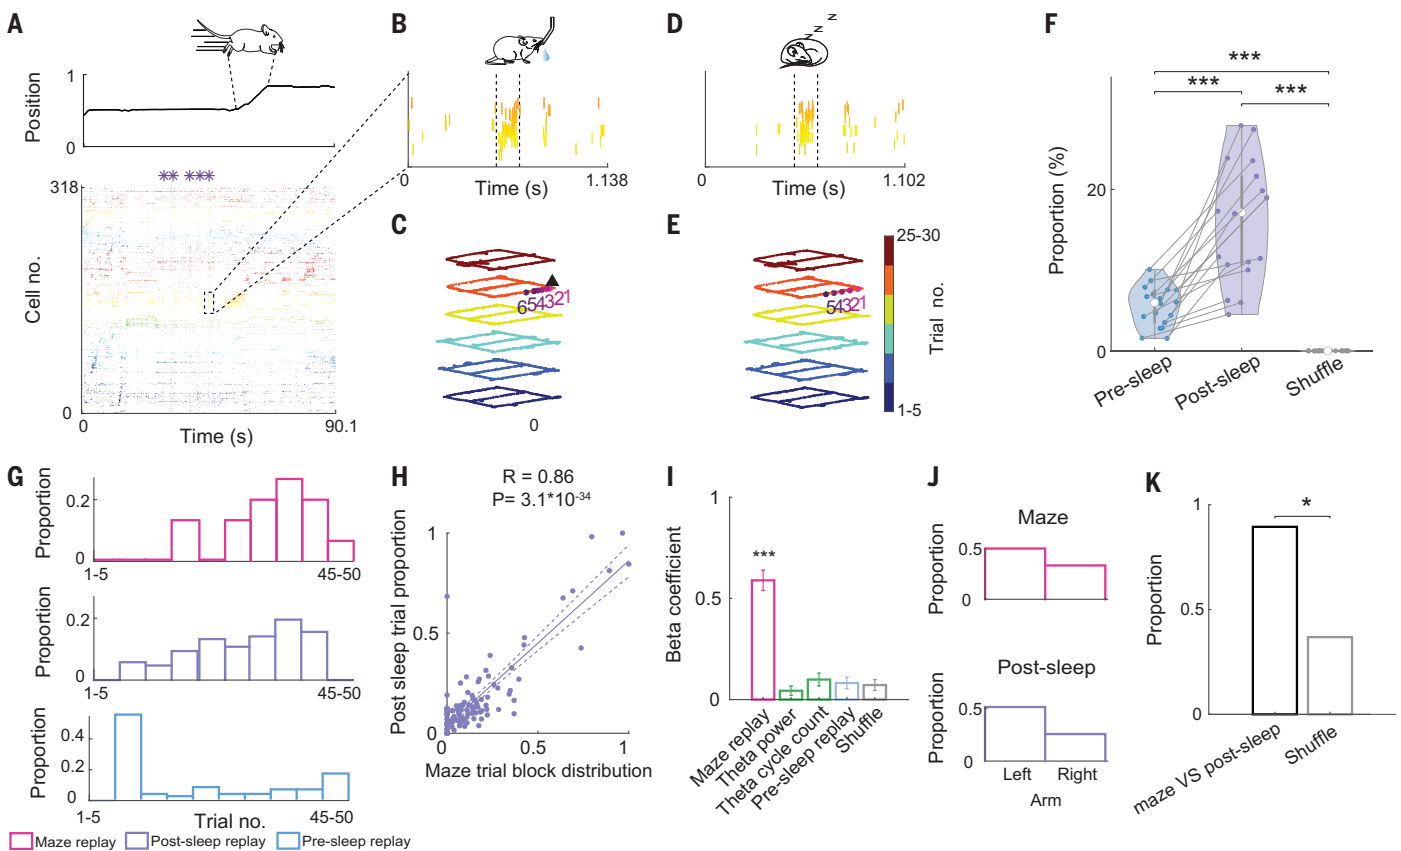 A
Position
1
0
318
Cell no.
0
0
Time (s)
90.1
B
0
Time (s)
1.138
C
654321
0
D
z z z
0
Time (s)
1.102
E
54321
25-30
Trial no.
1-5
F
***
***
***
Proportion (%)
20
0
Pre-sleep
Post-sleep
Shuffle
G
Proportion
0.2
0
1-5
45-50
Proportion
0.2
0
1-5
45-50
Proportion
0.4
0.2
0
1-5
Trial no.
45-50
Maze replay
Post-sleep replay
Pre-sleep replay
H
R = 0.86
P= 3.1*10-34
Post sleep trial proportion
1
0.5
0
0
0.5
1
Maze trial block distribution
I
Beta coefficient
1
0.5
0
***
Maze replay
Theta power
Theta cycle count
Pre-sleep replay
Shuffle
J
Maze
Proportion
0.5
0
Post-sleep
Proportion
0.5
0
Left
Right
Arm
K
Proportion
1
0.5
0
*
maze VS post-sleep
Shuffle